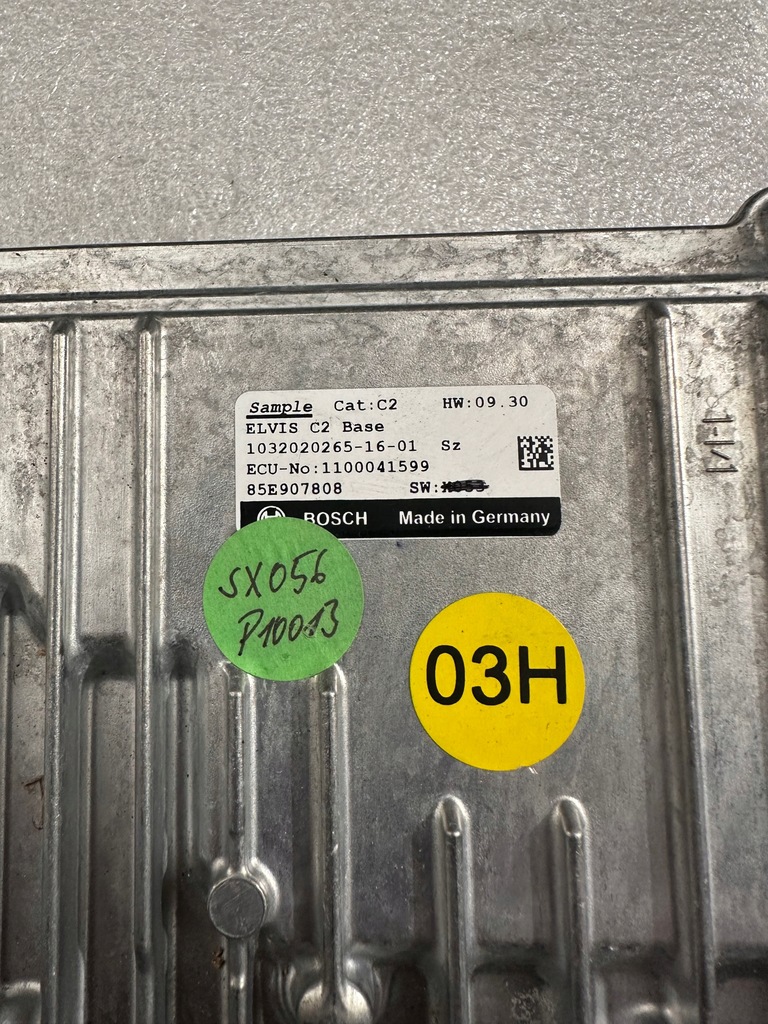 Sample Cat:C2 HW:09.30
ELVIS C2 Base
1032020265-16-01 Sz
ECU-No:1100041599
85E907808 SW:
BOSCH Made in Germany
SX056
P10013
03H